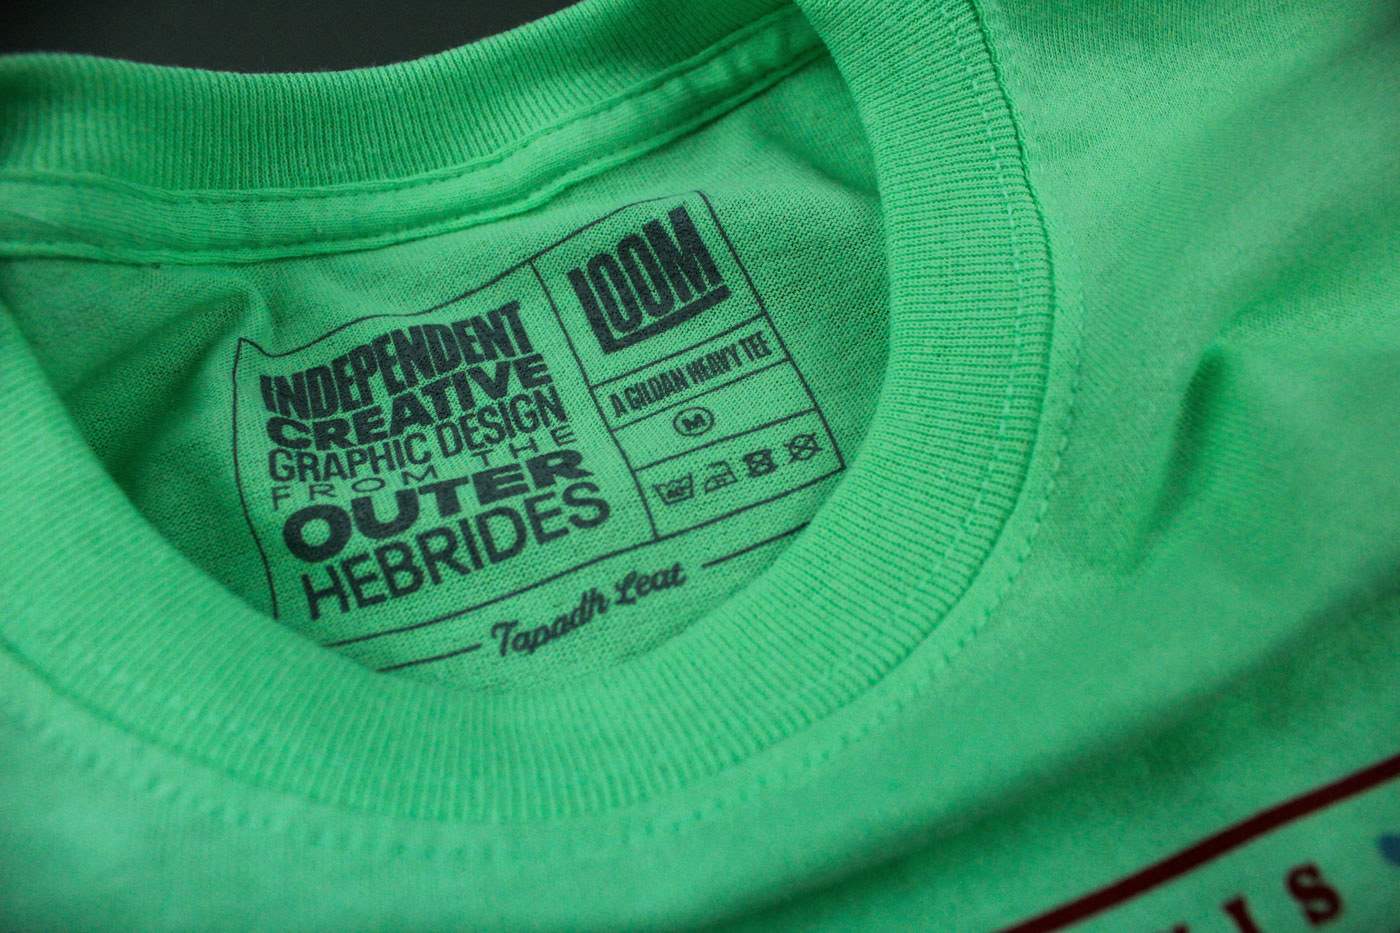 INDEPENDENT
CREATIVE
GRAPHIC DESIGN
FROM THE
OUTER
HEBRIDES
LOOM
A GILDAN HEAVY TEE
M
Tapadh Leat